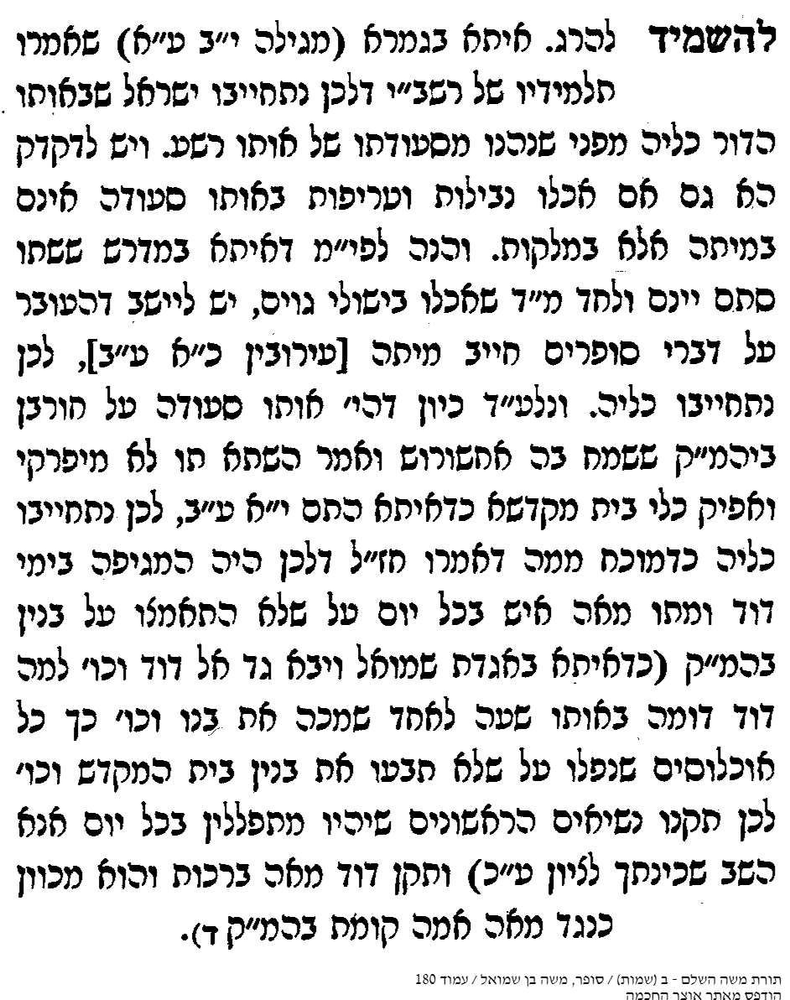 להשמיד להרג. איתא בגמרא (מגילה י״ב ע״א) שאמרו
תלמידיו של רשב״י דלכן נתחייבו ישראל שבאותו
הדור כליה מפני שנהנו מסעודתו של אותו רשע. ויש לדקדק
הא גם אם אכלו נבילות וטריפות באותו סעודה אינם
במיתה אלא במלקות. והנה לפי״מ דאיתא במדרש ששתו
סתם יינם ולחד מ״ד שאכלו בישולי גוים, יש ליישב דהעובר
על דברי סופרים חייב מיתה [עירובין כ״א ע״ב], לכן
נתחייבו כליה. ונלע״ד כיון דהי׳ אותו סעודה על חורבן
ביהמ״ק ששמח בה אחשורוש ואמר השתא תו לא מיפרקי
ואפיק כלי בית מקדשא כדאיתא התם י״א ע״ב, לכן נתחייבו
כליה כדמוכח ממה דאמרו חז״ל דלכן היה המגיפה בימי
דוד ומתו מאה איש בכל יום על שלא התאמנו על בנין
בהמ״ק (כדאיתא באגדת שמואל ויבא גד אל דוד וכו׳ למה
דוד דומה באותו שעה לאחד שמכה את בנו וכו׳ כך כל
אוכלוסים שנפלו על שלא תבעו את בנין בית המקדש וכו׳
לכן תקנו נשיאים הראשונים שיהיו מתפללין בכל יום אנא
השב שכינתך לציון ע״כ) ותקן דוד מאה ברכות והוא מכוון
כנגד מאה אמה קומת בהמ״ק ד).
תורת משה השלם - ב (שמות) / סופר, משה בן שמואל / עמוד 180
הודפס מאתר אוצר החכמה